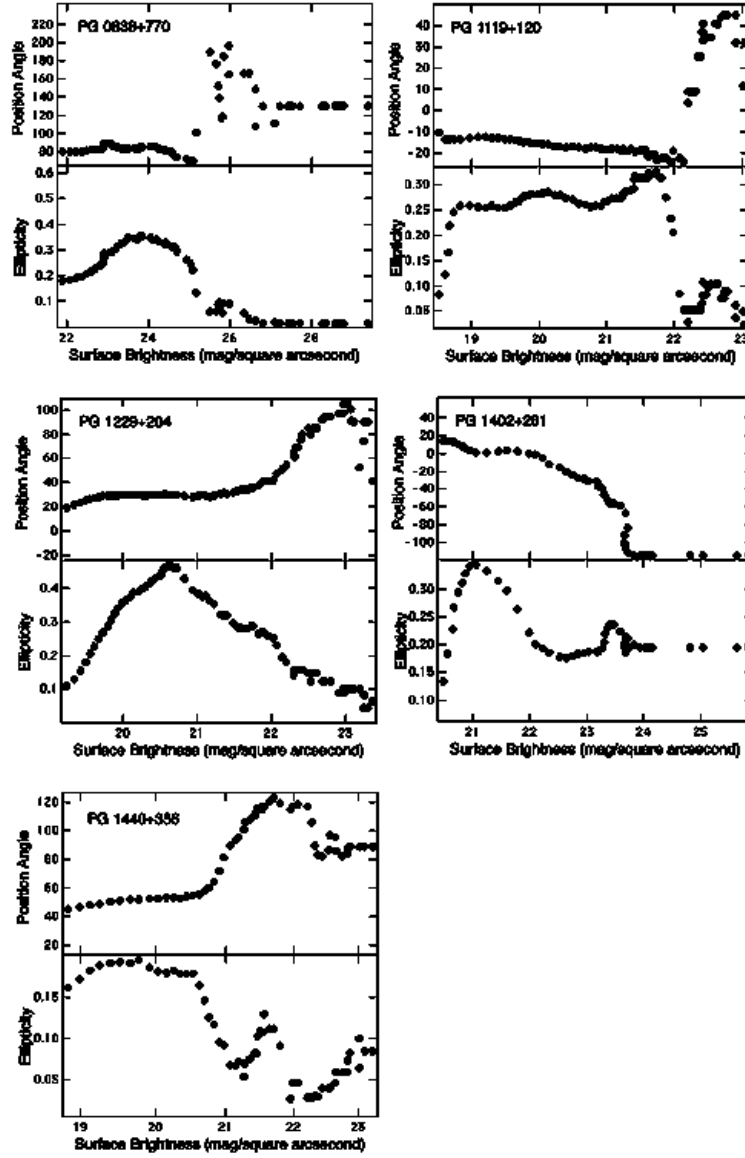 PG 0838+770
Position Angle
220
200
180
160
140
120
100
80
Ellipticity
0.6
0.5
0.4
0.3
0.2
0.1
22 24 26 26
Surface Brightness (mag/square arcsecond)
PG 1119+120
Position Angle
40
30
20
10
0
-10
-20
Ellipticity
0.30
0.25
0.20
0.15
0.10
0.05
19 20 21 22 23
Surface Brightness (mag/square arcsecond)
PG 1229+204
Position Angle
100
80
60
40
20
0
-20
Ellipticity
0.4
0.3
0.2
0.1
20 21 22 23
Surface Brightness (mag/square arcsecond)
PG 1402+261
Position Angle
40
20
0
-20
-40
-60
-80
-100
Ellipticity
0.30
0.25
0.20
0.15
0.10
21 22 23 24 25
Surface Brightness (mag/square arcsecond)
PG 1440+356
Position Angle
120
100
80
60
40
20
Ellipticity
0.15
0.10
0.05
19 20 21 22 23
Surface Brightness (mag/square arcsecond)